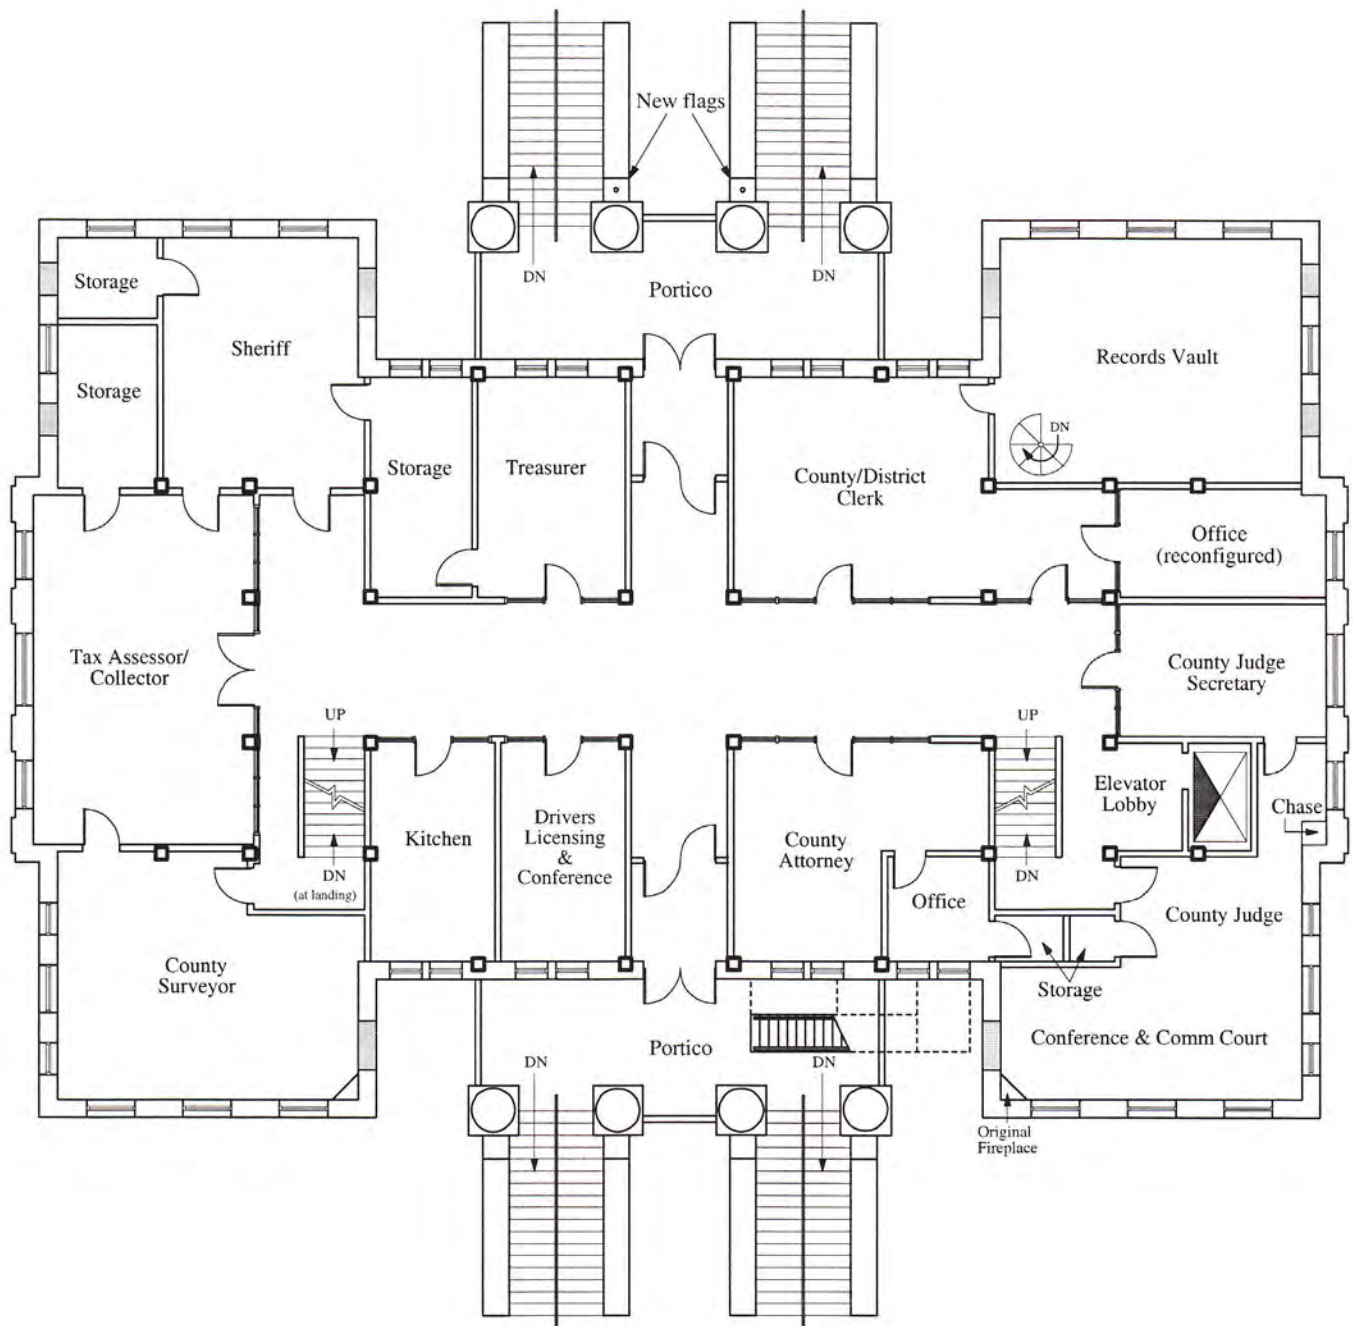 New flags
DN
DN
Portico
Storage
Sheriff
Records Vault
Storage
DN
Storage
Treasurer
County/District
Clerk
Office
(reconfigured)
Tax Assessor/
Collector
County Judge
Secretary
UP
UP
Elevator
Lobby
Chase
Kitchen
Drivers
Licensing
&
Conference
County
Attorney
DN
(at landing)
DN
Office
County Judge
County
Surveyor
Storage
Portico
Conference & Comm Court
DN
DN
Original
Fireplace